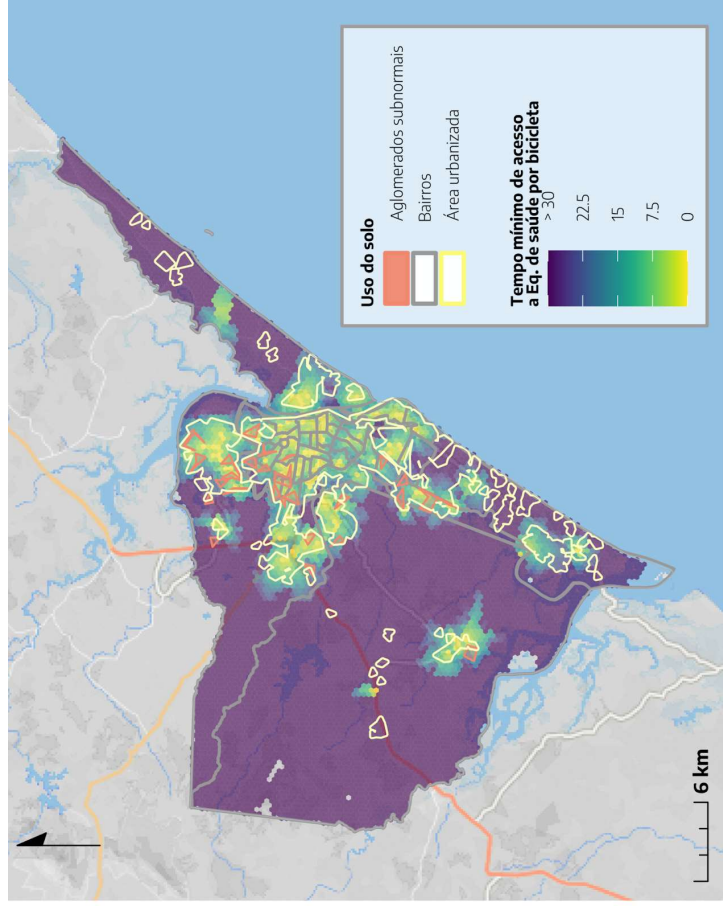 Uso do solo
Aglomerados subnormais
Bairros
Área urbanizada
Tempo mínimo de acesso
a Eq. de saúde por bicicleta
> 30
22.5
15
7.5
0
6 km